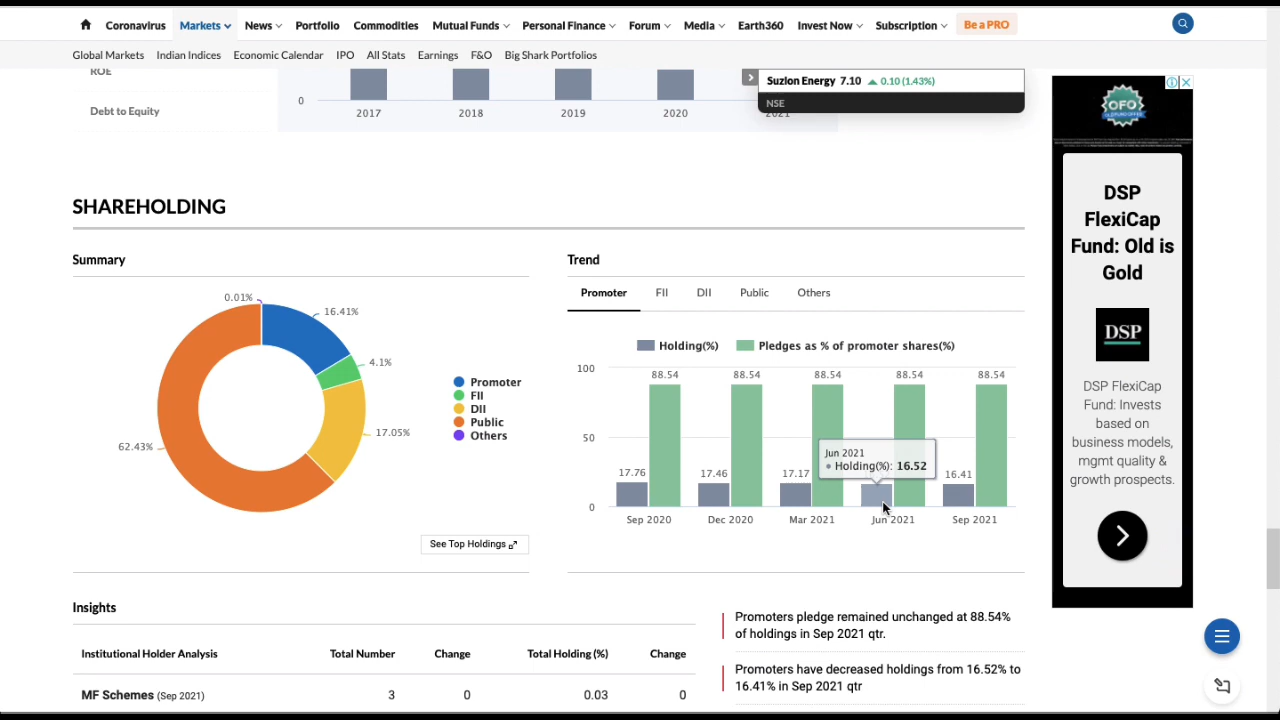 Coronavirus Markets News Portfolio Commodities Mutual Funds Personal Finance Forum Media Earth360 Invest Now Subscription Be a PRO
Global Markets Indian Indices Economic Calendar IPO All Stats Earnings F&O Big Shark Portfolios
ROE
Debt to Equity
0
2017 2018 2019 2020 2021
Suzlon Energy 7.10 0.10 (1.43%)
NSE
SHAREHOLDING
Summary
0.01%
16.41%
4.1%
17.05%
62.43%
Promoter
FII
DII
Public
Others
See Top Holdings
Trend
Promoter FII DII Public Others
Holding(%) Pledges as % of promoter shares(%)
100
50
0
88.54 88.54 88.54 88.54 88.54
17.76 17.46 17.17 16.41
Jun 2021
Holding(%): 16.52
Sep 2020 Dec 2020 Mar 2021 Jun 2021 Sep 2021
Insights
Institutional Holder Analysis Total Number Change Total Holding (%) Change
MF Schemes (Sep 2021) 3 0 0.03 0
Promoters pledge remained unchanged at 88.54%
of holdings in Sep 2021 qtr.
Promoters have decreased holdings from 16.52% to
16.41% in Sep 2021 qtr
OFO
DSP
FlexiCap
Fund: Old is
Gold
DSP
DSP FlexiCap
Fund: Invests
based on
business models,
mgmt quality &
growth prospects.